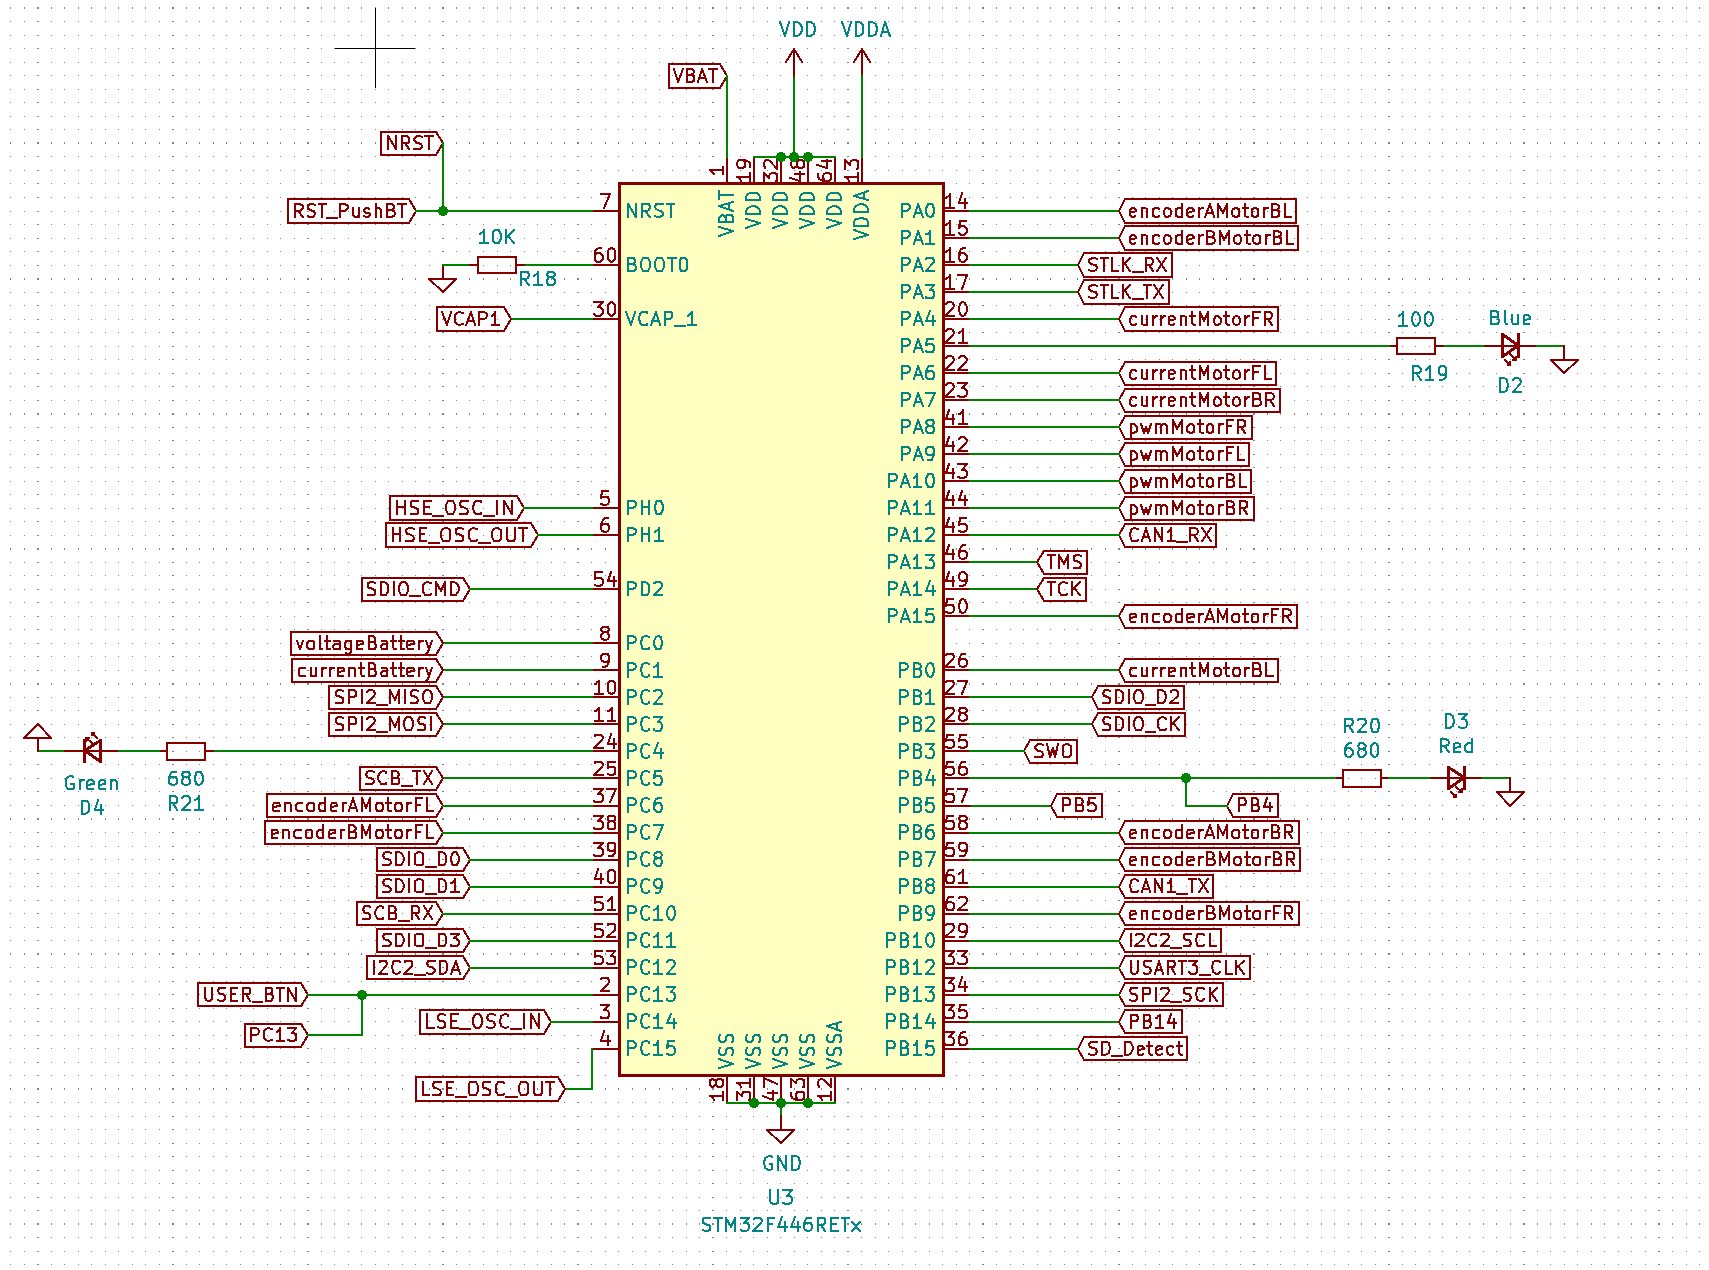 VDD VDDA
VBAT
NRST
RST_PushBT
10K
R18
VCAP1
HSE_OSC_IN
HSE_OSC_OUT
SDIO_CMD
voltageBattery
currentBattery
SPI2_MISO
SPI2_MOSI
Green
D4
680
R21
SCB_TX
encoderAMotorFL
encoderBMotorFL
SDIO_D0
SDIO_D1
SCB_RX
SDIO_D3
I2C2_SDA
USER_BTN
PC13
LSE_OSC_IN
LSE_OSC_OUT
1 19 32 48 64 13
VBAT VDD VDD VDD VDD VDDA
7 NRST
60 BOOT0
30 VCAP_1
5 PH0
6 PH1
54 PD2
8 PC0
9 PC1
10 PC2
11 PC3
24 PC4
25 PC5
37 PC6
38 PC7
39 PC8
40 PC9
51 PC10
52 PC11
53 PC12
2 PC13
3 PC14
4 PC15
VSS VSS VSS VSS VSSA
18 31 47 63 12
PA0 14 encoderAMotorBL
PA1 15 encoderBMotorBL
PA2 16 STLK_RX
PA3 17 STLK_TX
PA4 20 currentMotorFR
PA5 21
100
R19
Blue
D2
PA6 22 currentMotorFL
PA7 23 currentMotorBR
PA8 41 pwmMotorFR
PA9 42 pwmMotorFL
PA10 43 pwmMotorBL
PA11 44 pwmMotorBR
PA12 45 CAN1_RX
PA13 46 TMS
PA14 49 TCK
PA15 50 encoderAMotorFR
PB0 26 currentMotorBL
PB1 27 SDIO_D2
PB2 28 SDIO_CK
PB3 55 SWO
PB4 56 PB4
R20
680
D3
Red
PB5 57 PB5
PB6 58 encoderAMotorBR
PB7 59 encoderBMotorBR
PB8 61 CAN1_TX
PB9 62 encoderBMotorFR
PB10 29 I2C2_SCL
PB12 33 USART3_CLK
PB13 34 SPI2_SCK
PB14 35 PB14
PB15 36 SD_Detect
GND
U3
STM32F446RETx